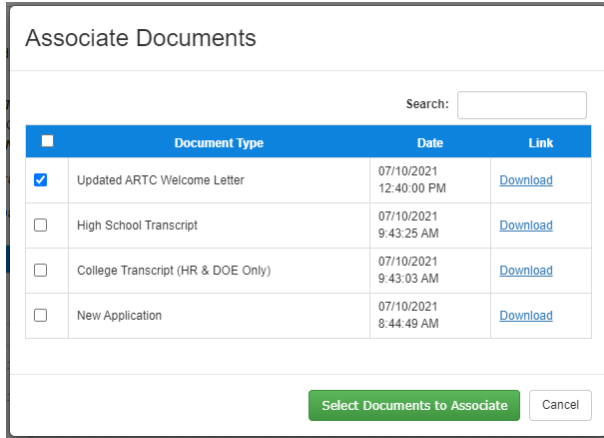 Associate Documents
Search:
Document Type Date Link
Updated ARTC Welcome Letter 07/10/2021 12:40:00 PM Download
High School Transcript 07/10/2021 9:43:25 AM Download
College Transcript (HR & DOE Only) 07/10/2021 9:43:03 AM Download
New Application 07/10/2021 8:44:49 AM Download
Select Documents to Associate Cancel